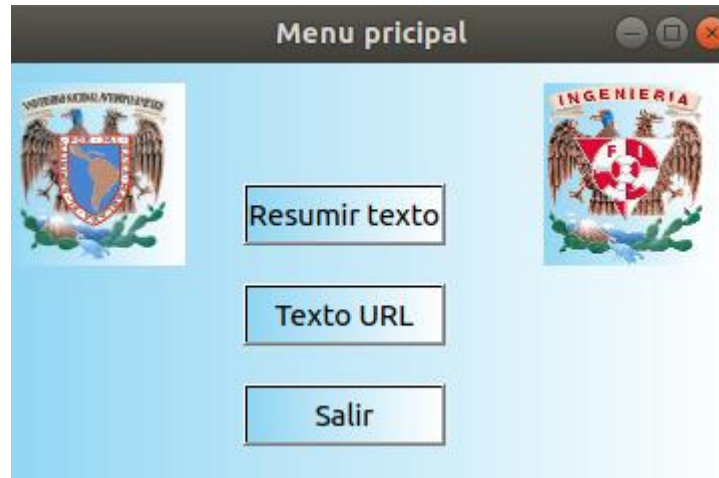 Menu pricipal
INGENIERIA
Resumir texto
Texto URL
Salir